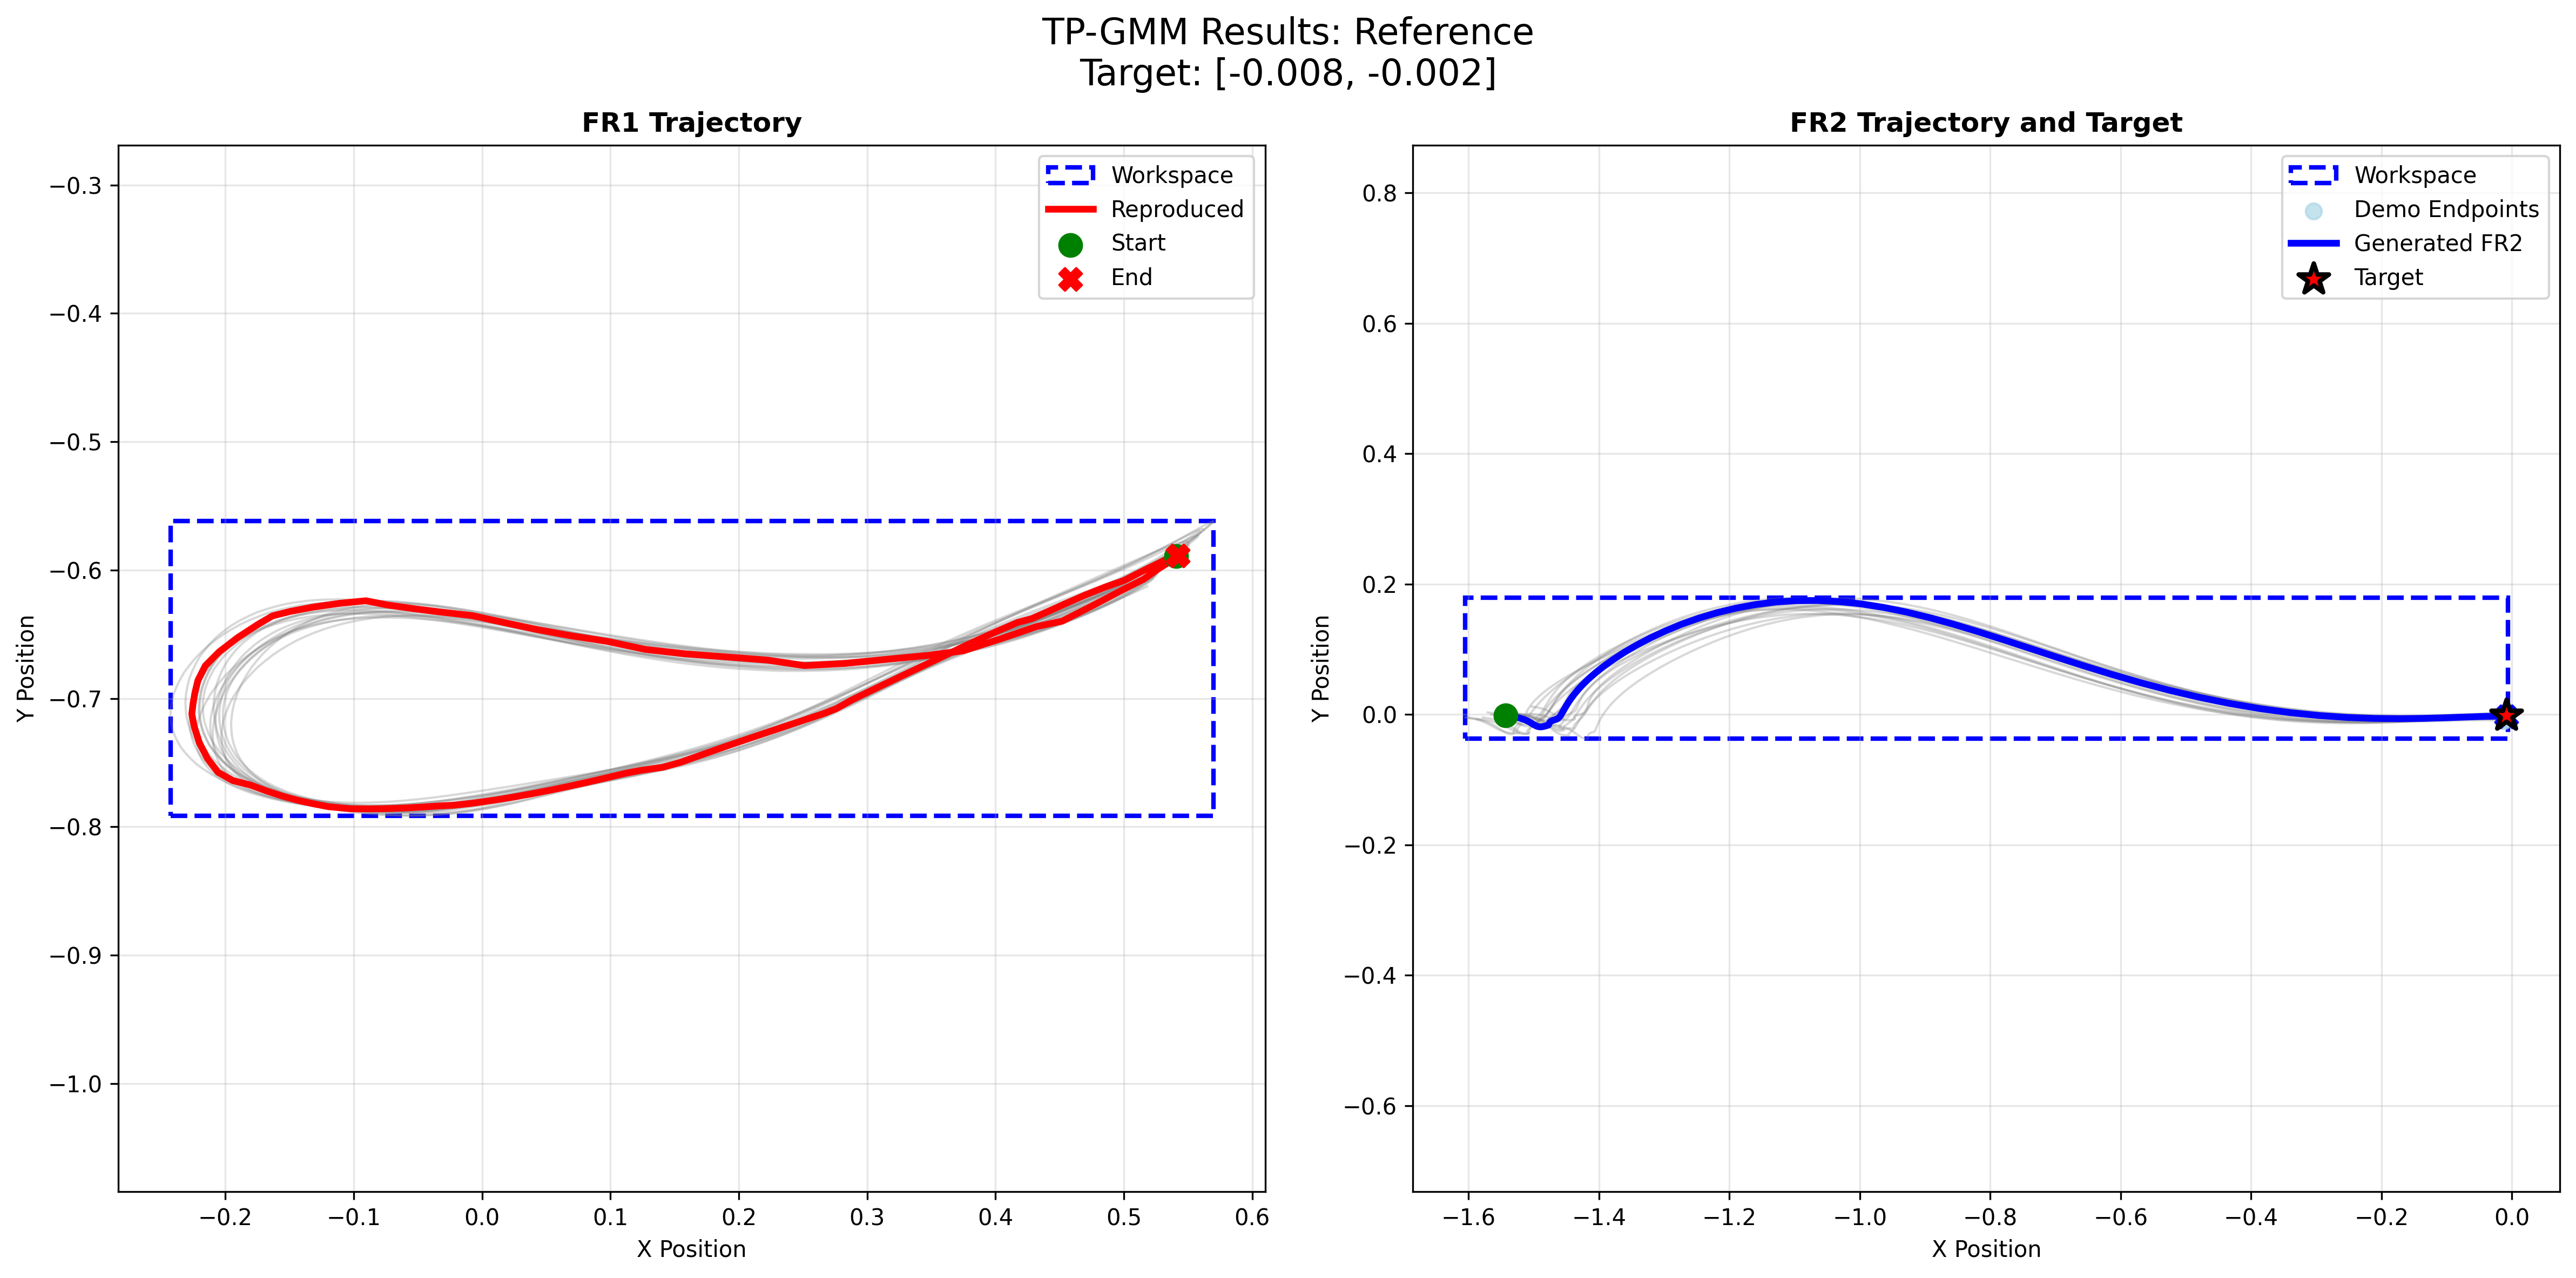 TP-GMM Results: Reference
Target: [-0.008, -0.002]
FR1 Trajectory
Workspace
Reproduced
Start
End
−0.3
−0.4
−0.5
−0.6
−0.7
−0.8
−0.9
−1.0
Y Position
−0.2
−0.1
0.0
0.1
0.2
0.3
0.4
0.5
0.6
X Position
FR2 Trajectory and Target
Workspace
Demo Endpoints
Generated FR2
Target
0.8
0.6
0.4
0.2
0.0
−0.2
−0.4
−0.6
Y Position
−1.6
−1.4
−1.2
−1.0
−0.8
−0.6
−0.4
−0.2
0.0
X Position